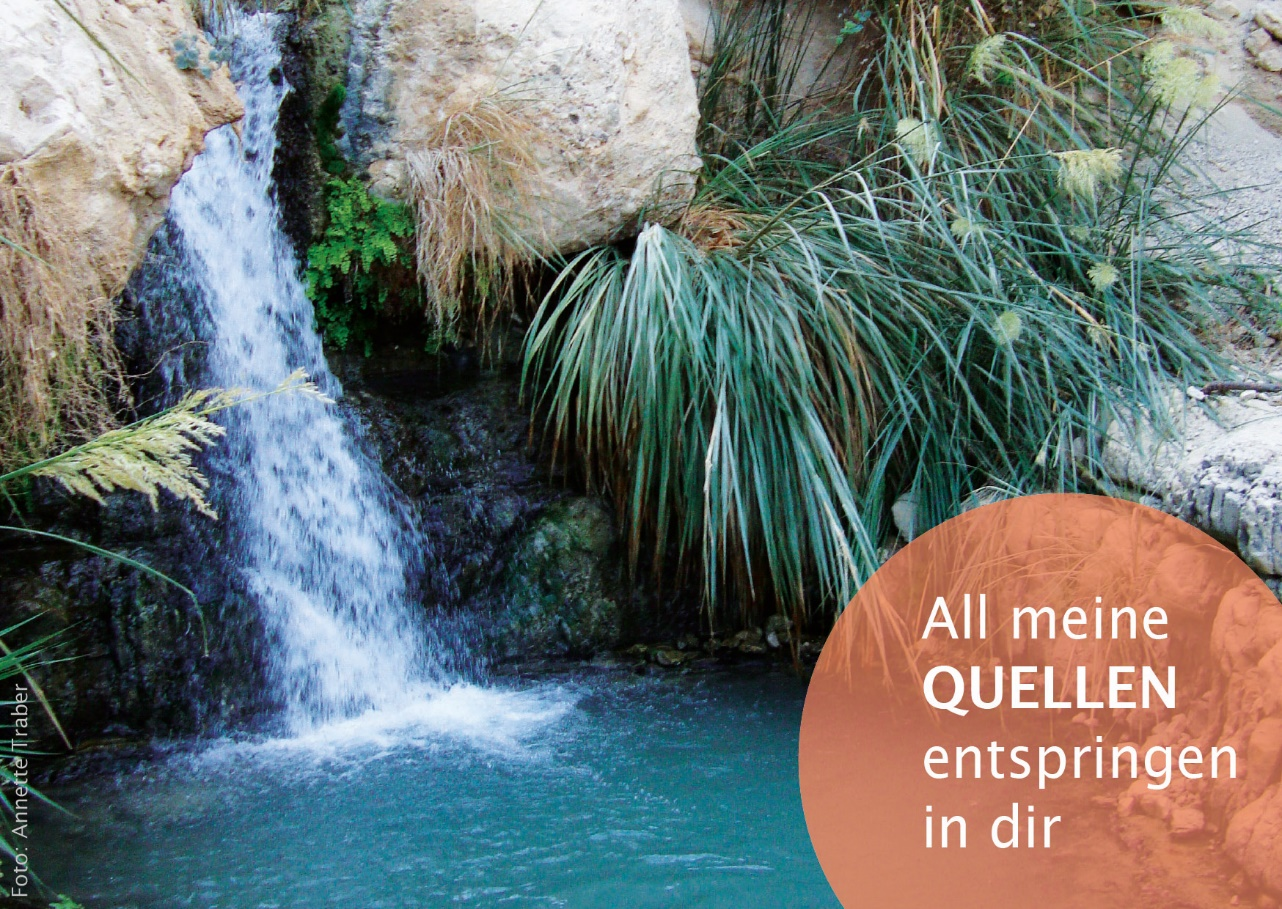 All meine
QUELLEN
entspringen
in dir
Foto: Annette Traber